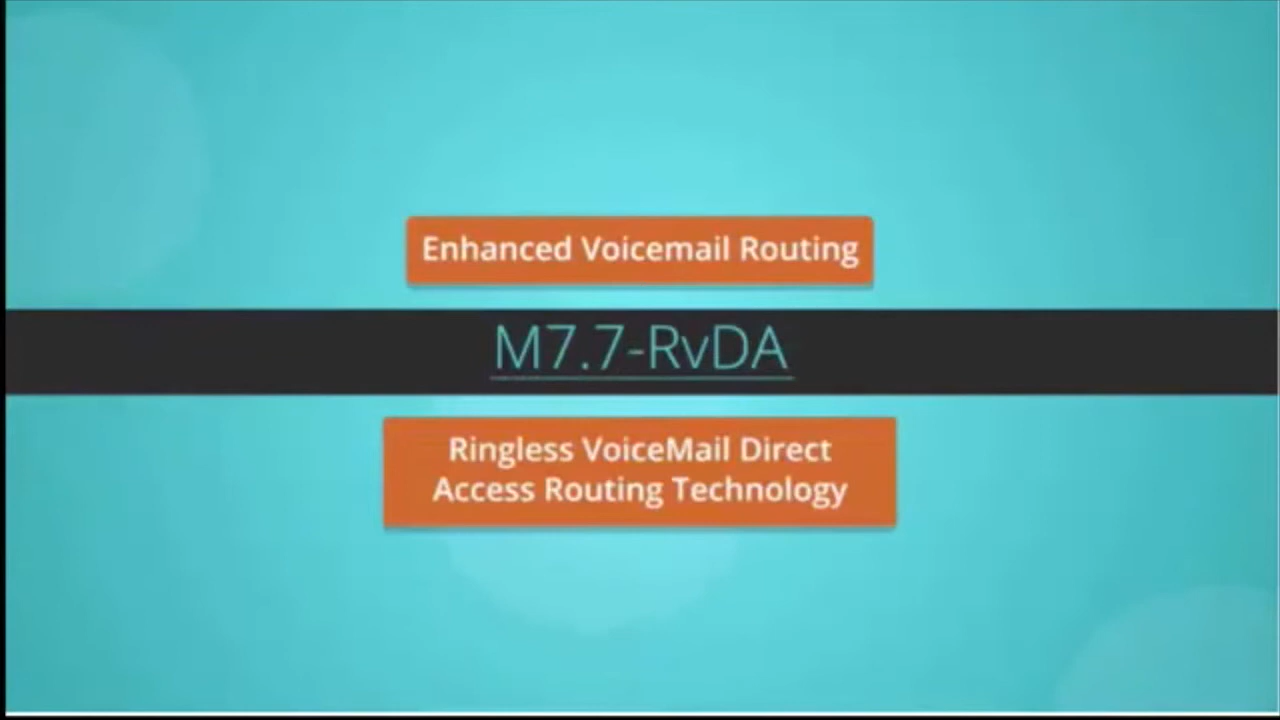 Enhanced Voicemail Routing
M7.7-RvDA
Ringless VoiceMail Direct
Access Routing Technology